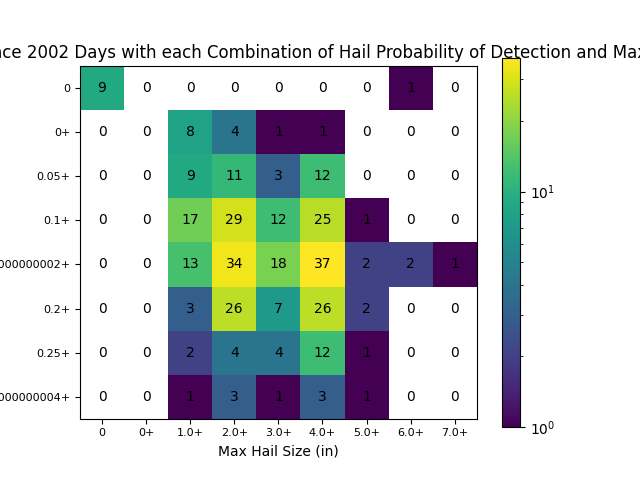 nce 2002 Days with each Combination of Hail Probability of Detection and Max
0 9 0 0 0 0 0 0 1 0
0+ 0 0 8 4 1 1 0 0 0
0.05+ 0 0 9 11 3 12 0 0 0
0.1+ 0 0 17 29 12 25 1 0 0
000000002+ 0 0 13 34 18 37 2 2 1
0.2+ 0 0 3 26 7 26 2 0 0
0.25+ 0 0 2 4 4 12 1 0 0
000000004+ 0 0 1 3 1 3 1 0 0
0 0+ 1.0+ 2.0+ 3.0+ 4.0+ 5.0+ 6.0+ 7.0+
Max Hail Size (in)
10¹
10⁰